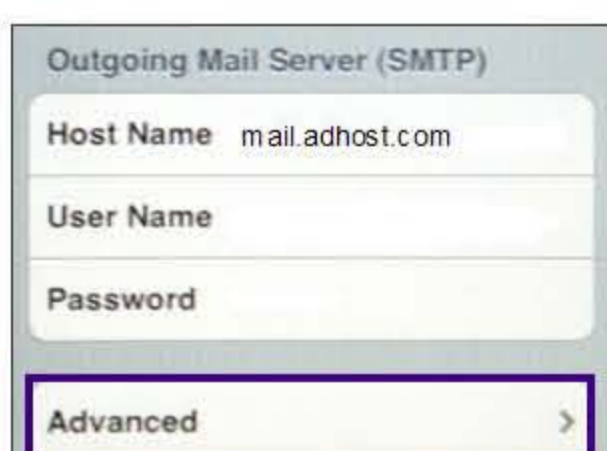 Outgoing Mail Server (SMTP)
Host Name mail.adhost.com
User Name
Password
Advanced >